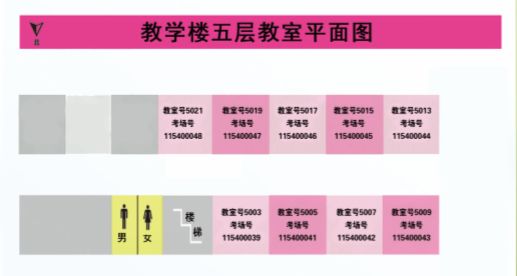 北
教学楼五层教室平面图
教室号5021
考场号
115400048
教室号5019
考场号
115400047
教室号5017
考场号
115400046
教室号5015
考场号
115400045
教室号5013
考场号
115400044
男
女
楼
梯
教室号5003
考场号
115400039
教室号5005
考场号
115400041
教室号5007
考场号
115400042
教室号5009
考场号
115400043